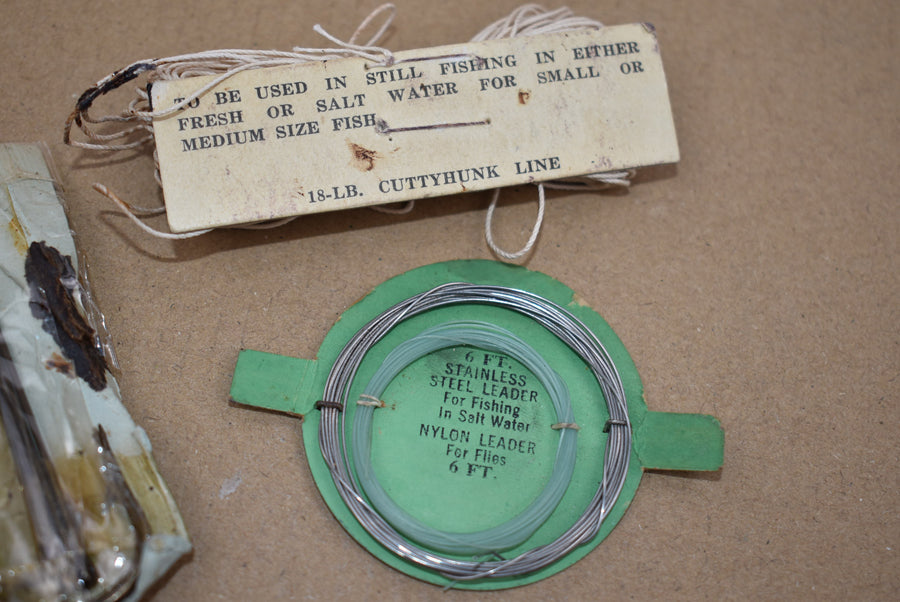 TO BE USED IN STILL FISHING IN EITHER
FRESH OR SALT WATER FOR SMALL OR
MEDIUM SIZE FISH
18-LB. CUTTYHUNK LINE
6 FT.
STAINLESS
STEEL LEADER
For Fishing
In Salt Water
NYLON LEADER
For Flies
6 FT.